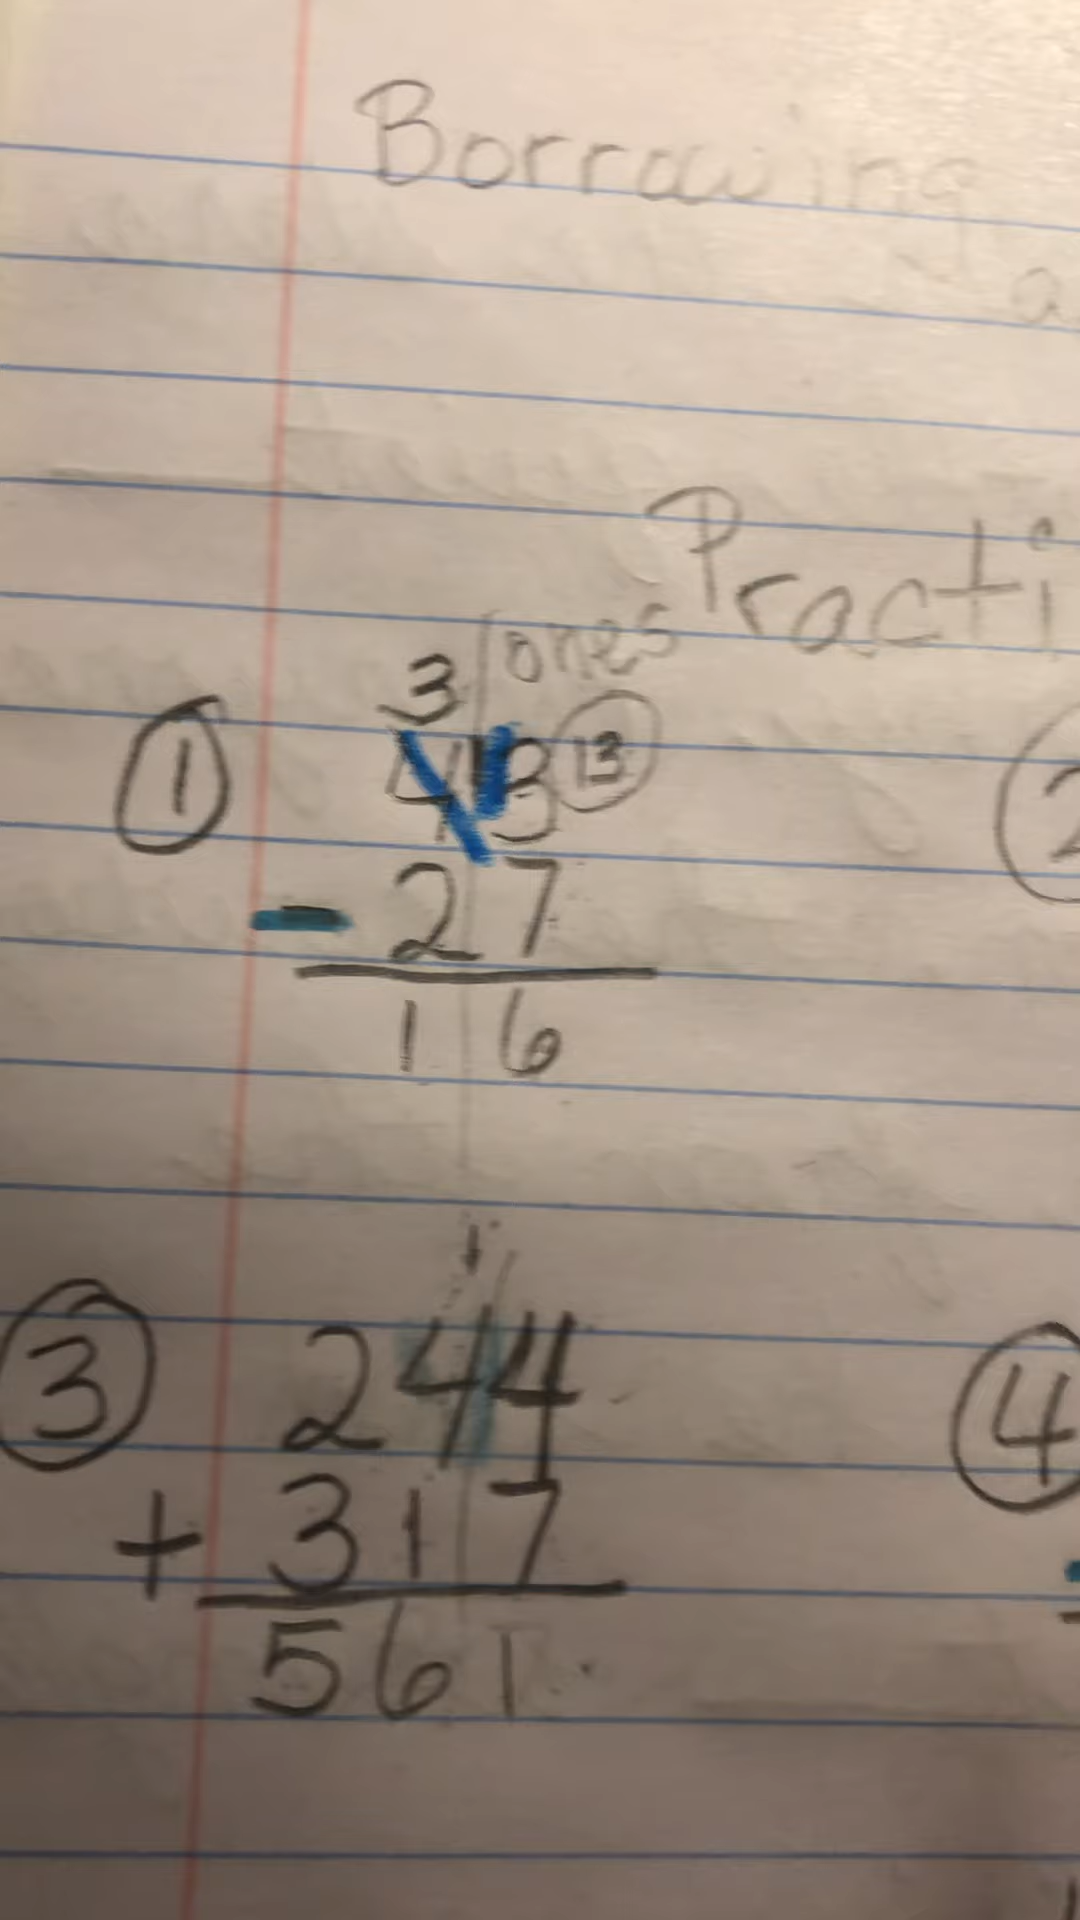 Borrowing
a
Practi
ones
3
① 43 ⑬
- 27
16
②
1
③ 244
+ 317
561
④
-